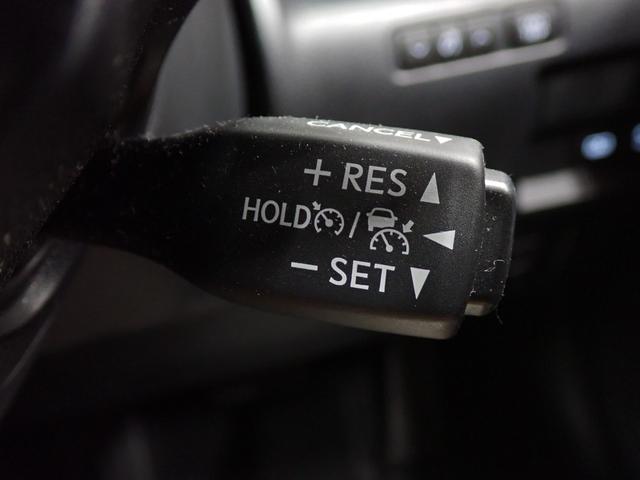 CANCEL
+ RES
HOLD /
− SET